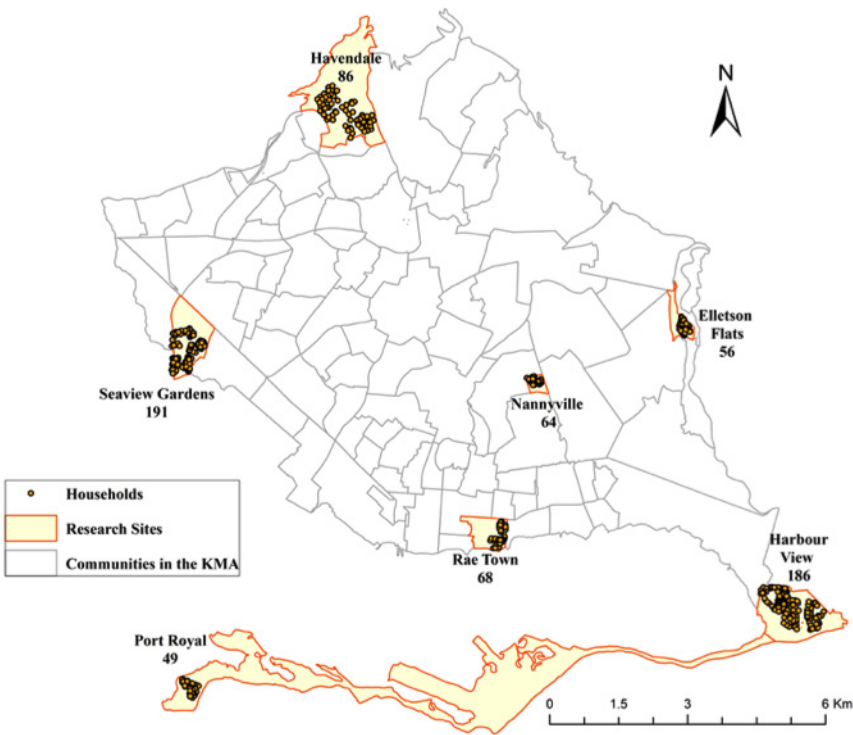 Havendale
86
N
Elletson
Flats
56
Seaview Gardens
191
Nannyville
64
Households
Research Sites
Communities in the KMA
Rae Town
68
Harbour
View
186
Port Royal
49
0 1.5 3 6 Km